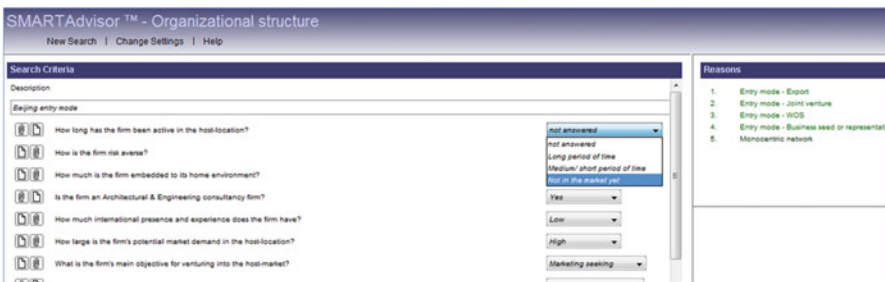 SMARTAdvisor ™ - Organizational structure
New Search | Change Settings | Help
Search Criteria
Description
Beijing entry mode
How long has the firm been active in the host-location? not answered
not answered
Long period of time
Medium/ short period of time
Not in the market yet
How is the firm risk averse?
How much is the firm embedded to its home environment?
Is the firm an Architectural & Engineering consultancy firm? Yes
How much international presence and experience does the firm have? Low
How large is the firm's potential market demand in the host-location? High
What is the firm's main objective for venturing into the host-market? Marketing seeking
Reasons
1. Entry mode - Export
2. Entry mode - Joint venture
3. Entry mode - WOS
4. Entry mode - Business seed or representat
5. Monocentric network